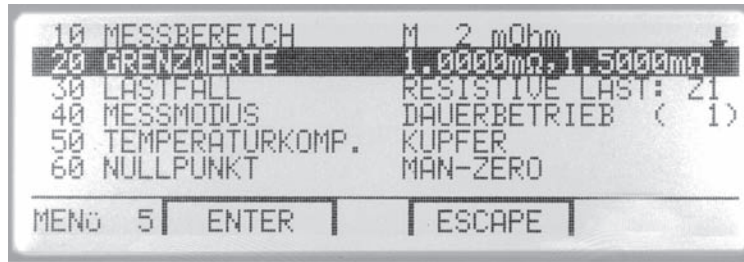 10 MESSBEREICH M 2 mOhm
20 GRENZWERTE 1.0000mΩ,1.5000mΩ
30 LASTFALL RESISTIVE LAST: Z1
40 MESSMODUS DAUERBETRIEB ( 1)
50 TEMPERATURKOMP. KUPFER
60 NULLPUNKT MAN-ZERO
MENü 5 ENTER ESCAPE